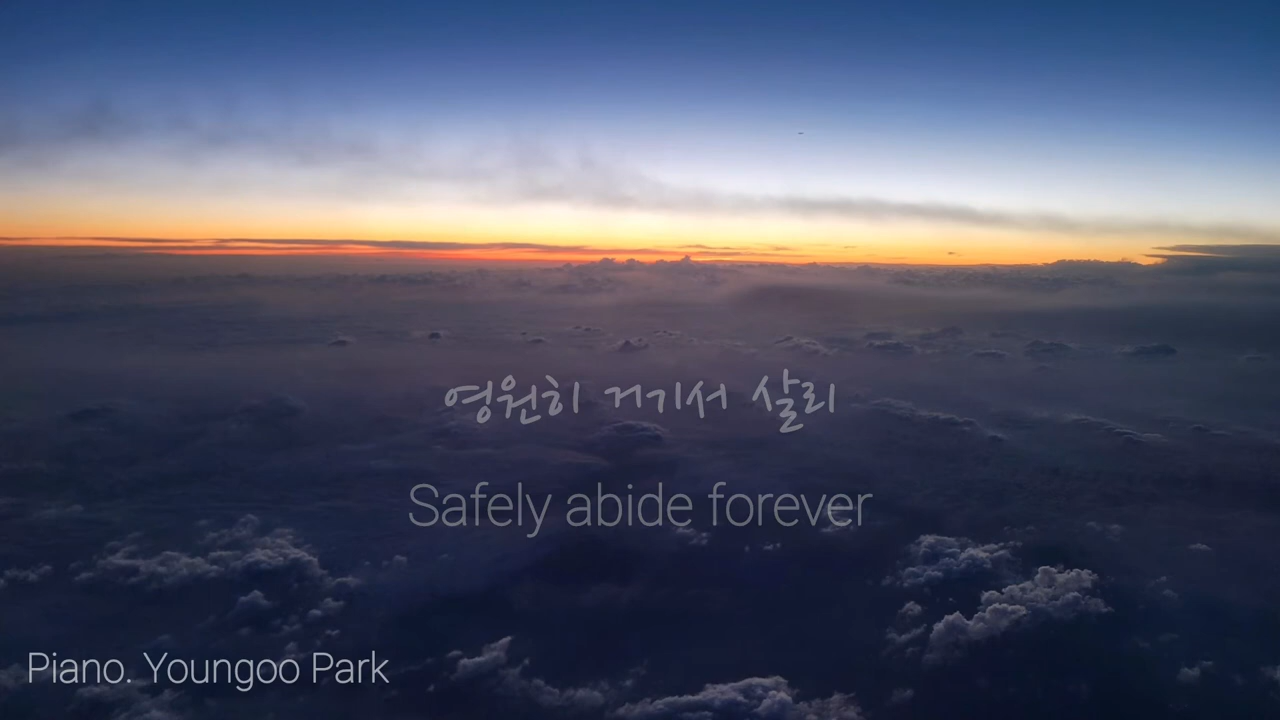 영원히 거기서 살리
Safely abide forever
Piano. Youngoo Park